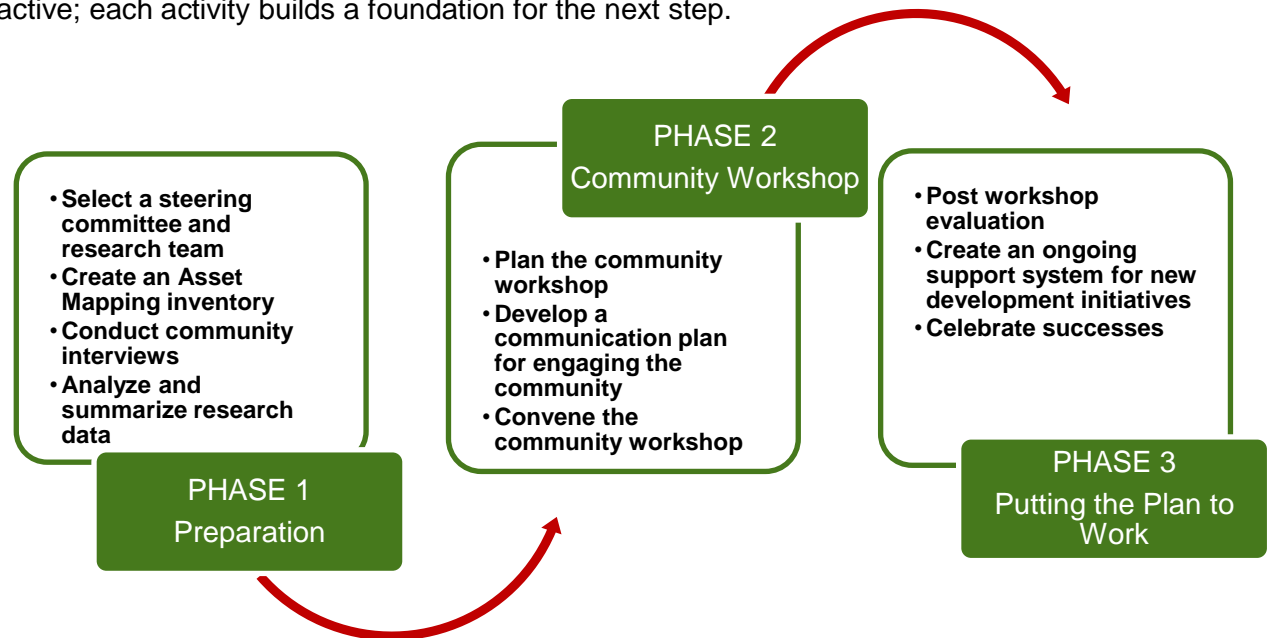 active; each activity builds a foundation for the next step.
• Select a steering
committee and
research team
• Create an Asset
Mapping inventory
• Conduct community
interviews
• Analyze and
summarize research
data
PHASE 1
Preparation
PHASE 2
Community Workshop
• Plan the community
workshop
• Develop a
communication plan
for engaging the
community
• Convene the
community workshop
• Post workshop
evaluation
• Create an ongoing
support system for new
development initiatives
• Celebrate successes
PHASE 3
Putting the Plan to
Work